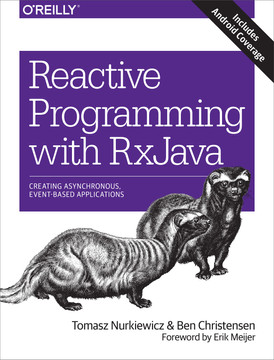 O'REILLY®
Includes
Android Coverage
Reactive
Programming
with RxJava
CREATING ASYNCHRONOUS,
EVENT-BASED APPLICATIONS
Tomasz Nurkiewicz & Ben Christensen
Foreword by Erik Meijer